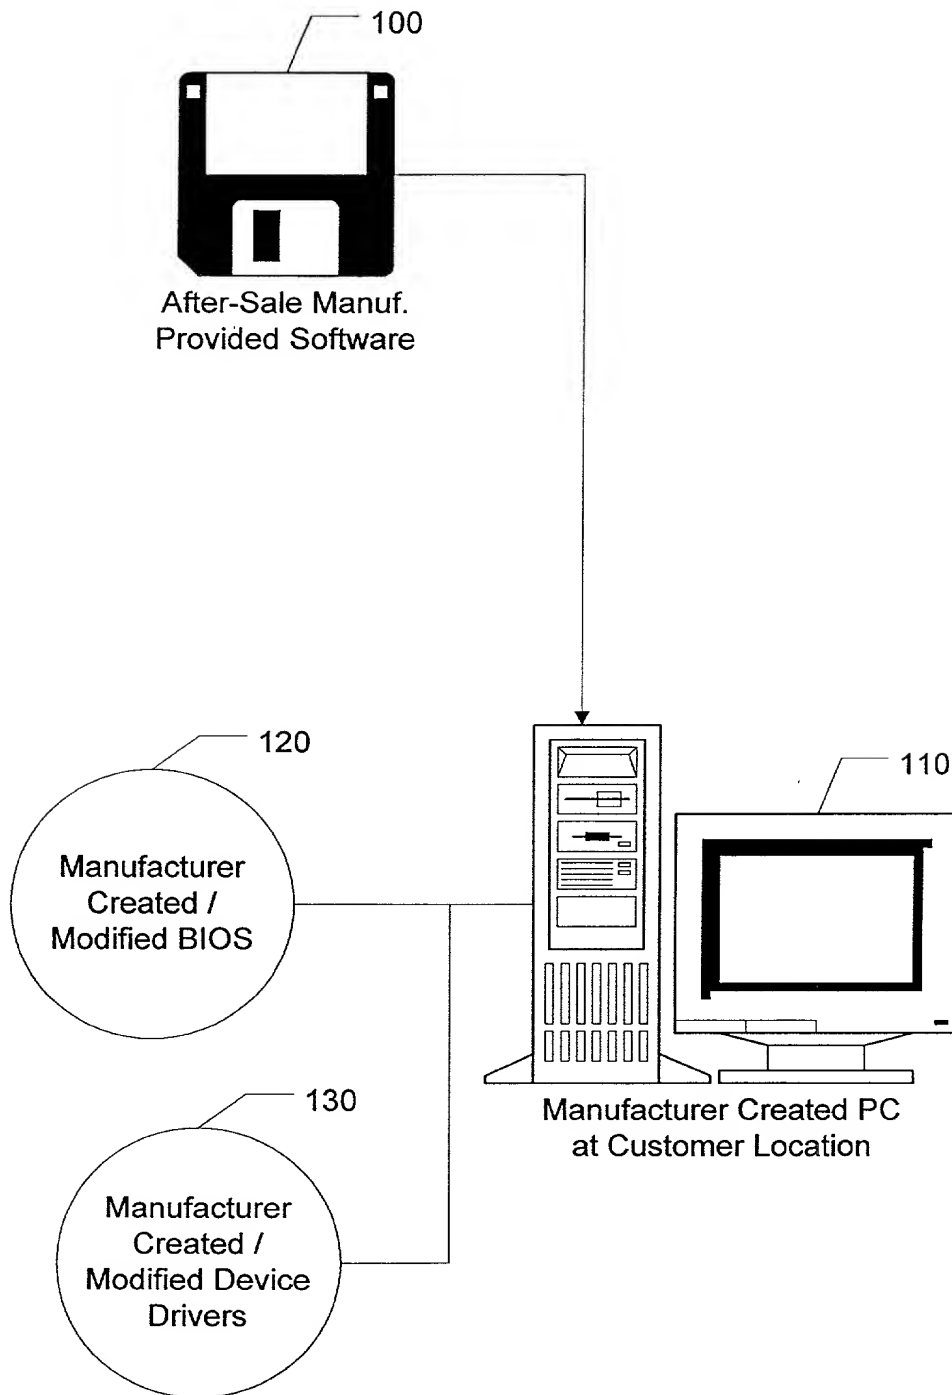 100
After-Sale Manuf.
Provided Software
120
110
Manufacturer
Created /
Modified BIOS
130
Manufacturer Created PC
at Customer Location
Manufacturer
Created /
Modified Device
Drivers